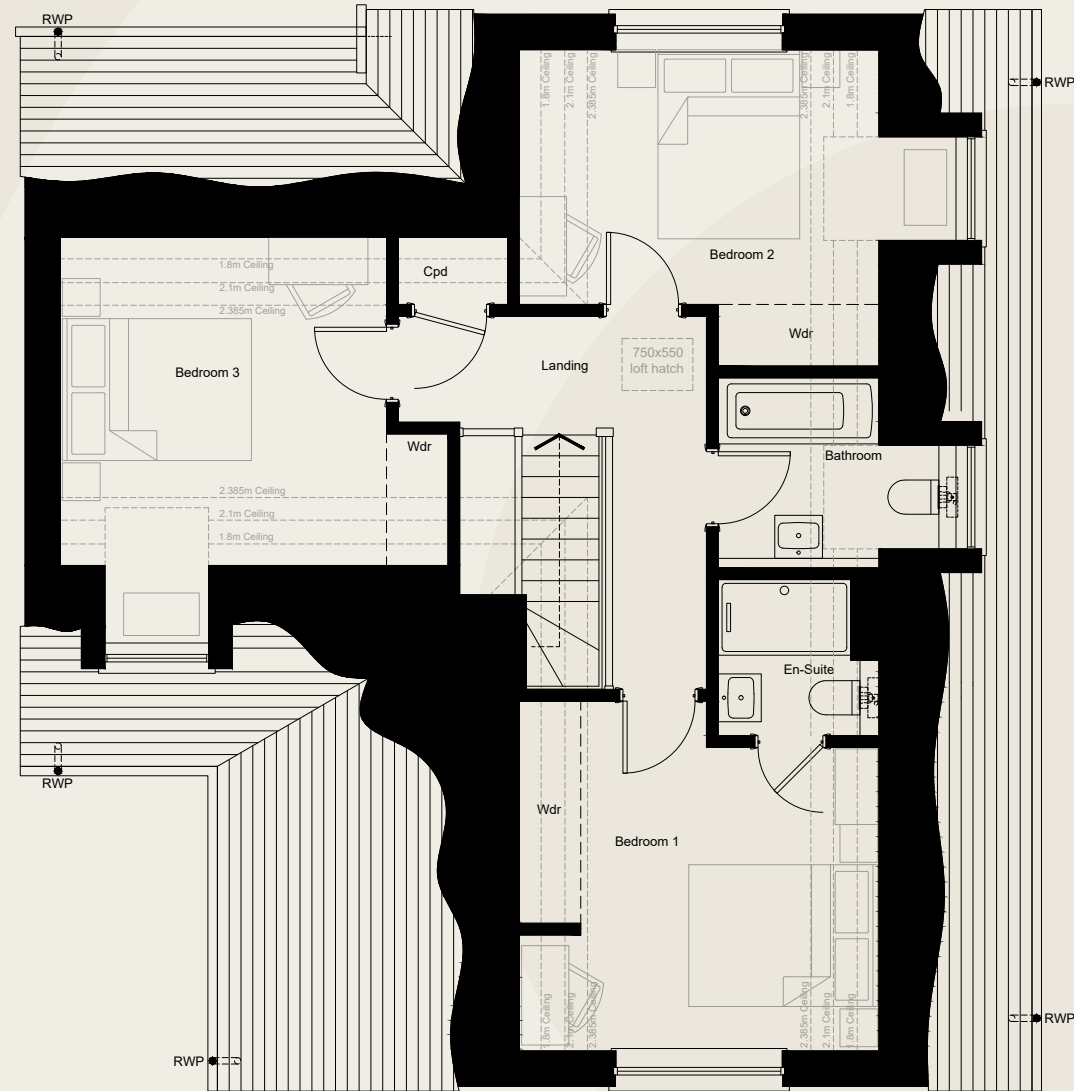 RWP
RWP
1.8m Ceiling
2.1m Ceiling
2.385m Ceiling
2.385m Ceiling
2.1m Ceiling
1.8m Ceiling
Bedroom 2
Cpd
1.8m Ceiling
2.1m Ceiling
2.385m Ceiling
Wdr
750x550
loft hatch
Landing
Bedroom 3
Wdr
Bathroom
2.385m Ceiling
2.1m Ceiling
1.8m Ceiling
En-Suite
RWP
Wdr
Bedroom 1
1.8m Ceiling
2.1m Ceiling
2.385m Ceiling
2.385m Ceiling
2.1m Ceiling
1.8m Ceiling
RWP
RWP